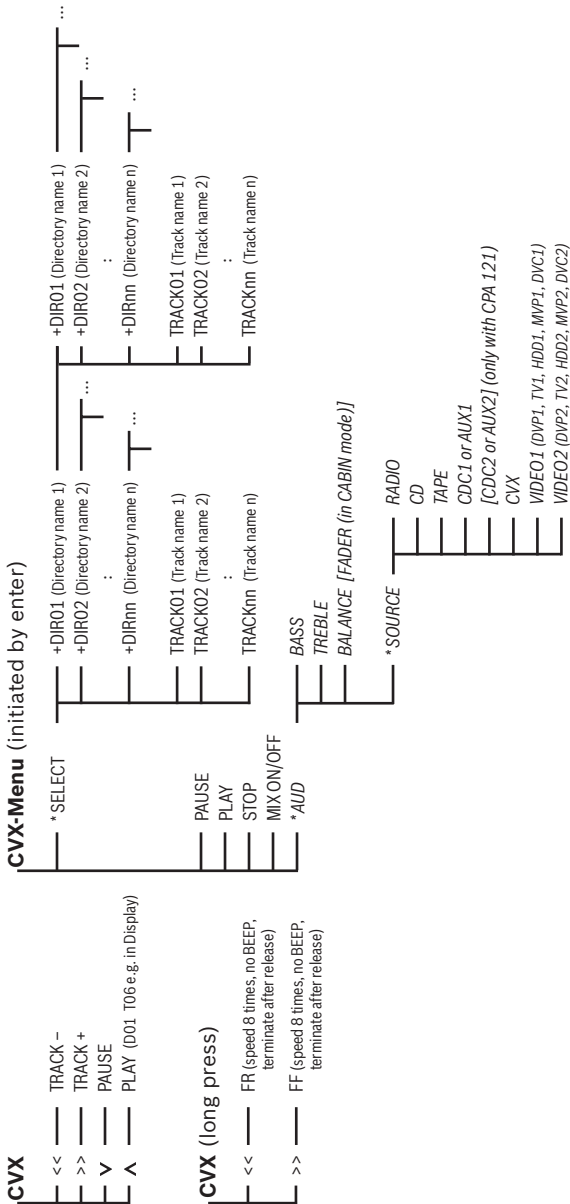 CVX
<< TRACK –
>> TRACK +
∨ PAUSE
∧ PLAY (D01 T06 e.g. in Display)
CVX (long press)
<< FR (speed 8 times, no BEEP,
terminate after release)
>> FF (speed 8 times, no BEEP,
terminate after release)
CVX-Menu (initiated by enter)
*SELECT
+DIR01 (Directory name 1)
+DIR02 (Directory name 2)
:
+DIRnn (Directory name n)
TRACK01 (Track name 1)
TRACK02 (Track name 2)
:
TRACKnn (Track name n)
...
...
+DIR01 (Directory name 1)
+DIR02 (Directory name 2)
:
+DIRnn (Directory name n)
TRACK01 (Track name 1)
TRACK02 (Track name 2)
:
TRACKnn (Track name n)
...
...
...
PAUSE
PLAY
STOP
MIX ON/OFF
*AUD
BASS
TREBLE
BALANCE [FADER (in CABIN mode)]
*SOURCE
RADIO
CD
TAPE
CDC1 or AUX1
[CDC2 or AUX2] (only with CPA 121)
CVX
VIDEO1 (DVP1, TV1, HDD1, MVP1, DVC1)
VIDEO2 (DVP2, TV2, HDD2, MVP2, DVC2)